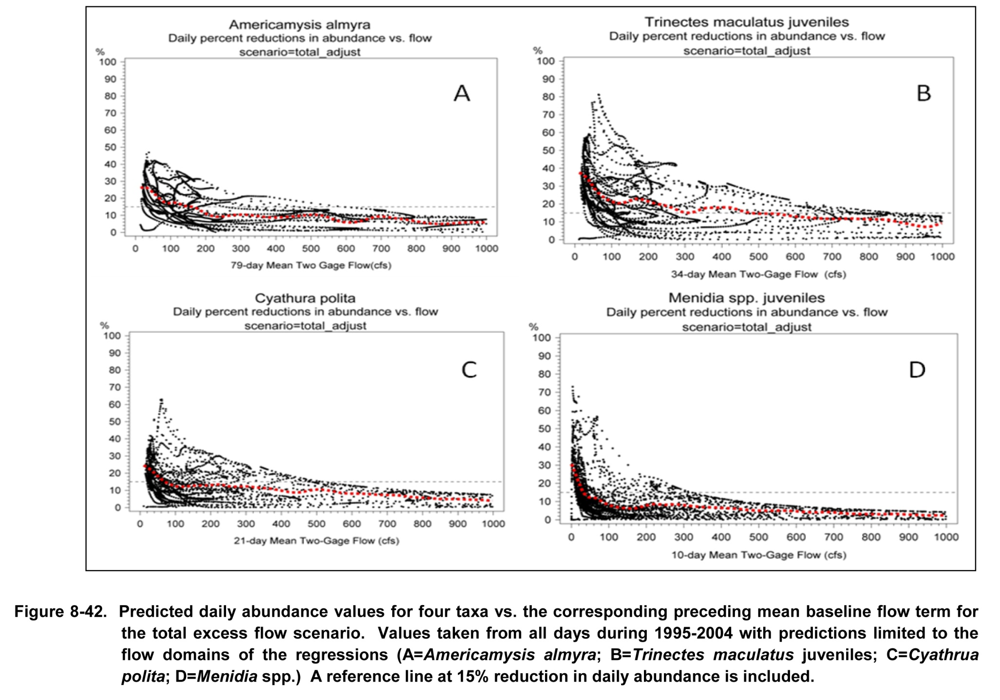 Americamysis almyra
Daily percent reductions in abundance vs. flow
scenario=total_adjust
%
100
90
80
70
60
50
40
30
20
10
0
A
0 100 200 300 400 500 600 700 800 900 1000
79-day Mean Two Gage Flow(cfs)
Trinectes maculatus juveniles
Daily percent reductions in abundance vs. flow
scenario=total_adjust
%
100
90
80
70
60
50
40
30
20
10
0
B
0 100 200 300 400 500 600 700 800 900 1000
34-day Mean Two-Gage Flow (cfs)
Cyathura polita
Daily percent reductions in abundance vs. flow
scenario=total_adjust
%
100
90
80
70
60
50
40
30
20
10
0
C
0 100 200 300 400 500 600 700 800 900 1000
21-day Mean Two-Gage Flow (cfs)
Menidia spp. juveniles
Daily percent reductions in abundance vs. flow
scenario=total_adjust
%
100
90
80
70
60
50
40
30
20
10
0
D
0 100 200 300 400 500 600 700 800 900 1000
10-day Mean Two-Gage Flow (cfs)
Figure 8-42. Predicted daily abundance values for four taxa vs. the corresponding preceding mean baseline flow term for
the total excess flow scenario. Values taken from all days during 1995-2004 with predictions limited to the
flow domains of the regressions (A=Americamysis almyra; B=Trinectes maculatus juveniles; C=Cyathrua
polita; D=Menidia spp.) A reference line at 15% reduction in daily abundance is included.